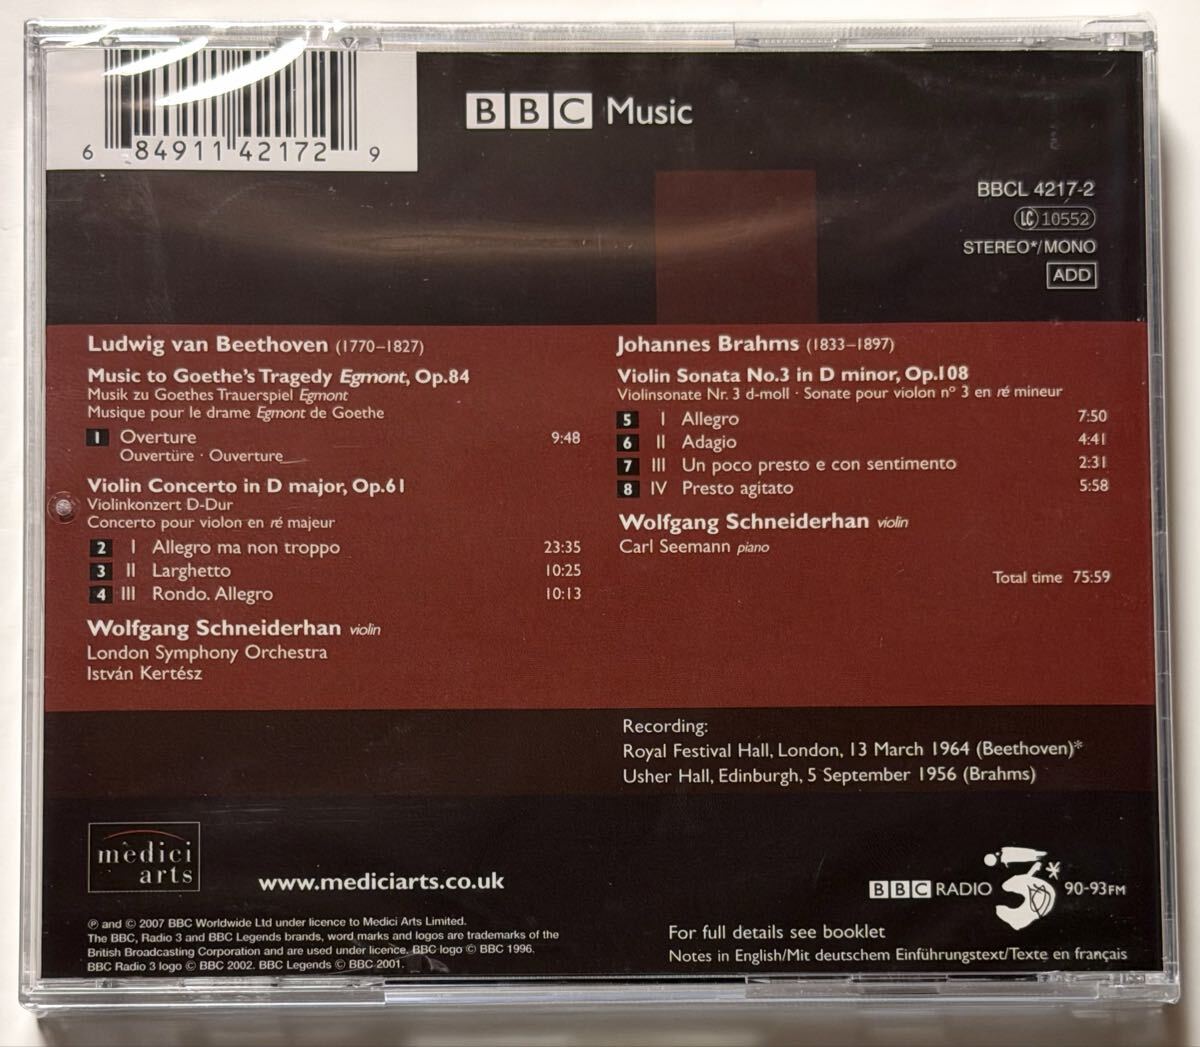 6 84911 42172 9
BBC Music
BBCL 4217-2
LC 10552
STEREO*/MONO
ADD
Ludwig van Beethoven (1770–1827)
Music to Goethe's Tragedy Egmont, Op.84
Musik zu Goethes Trauerspiel Egmont
Musique pour le drame Egmont de Goethe
1 Overture 9:48
Ouvertüre · Ouverture
Violin Concerto in D major, Op.61
Violinkonzert D-Dur
Concerto pour violon en ré majeur
2 I Allegro ma non troppo 23:35
3 II Larghetto 10:25
4 III Rondo. Allegro 10:13
Wolfgang Schneiderhan violin
London Symphony Orchestra
István Kertész
Johannes Brahms (1833–1897)
Violin Sonata No.3 in D minor, Op.108
Violinsonate Nr. 3 d-moll · Sonate pour violon nº 3 en ré mineur
5 I Allegro 7:50
6 II Adagio 4:41
7 III Un poco presto e con sentimento 2:31
8 IV Presto agitato 5:58
Wolfgang Schneiderhan violin
Carl Seemann piano
Total time 75:59
Recording:
Royal Festival Hall, London, 13 March 1964 (Beethoven)*
Usher Hall, Edinburgh, 5 September 1956 (Brahms)
mèdici
arts
www.mediciarts.co.uk
BBC RADIO 3 90-93FM
℗ and © 2007 BBC Worldwide Ltd under licence to Medici Arts Limited.
The BBC, Radio 3 and BBC Legends brands, word marks and logos are trademarks of the
British Broadcasting Corporation and are used under licence. BBC logo © BBC 1996.
BBC Radio 3 logo © BBC 2002. BBC Legends © BBC 2001.
For full details see booklet
Notes in English/Mit deutschem Einführungstext/Texte en français